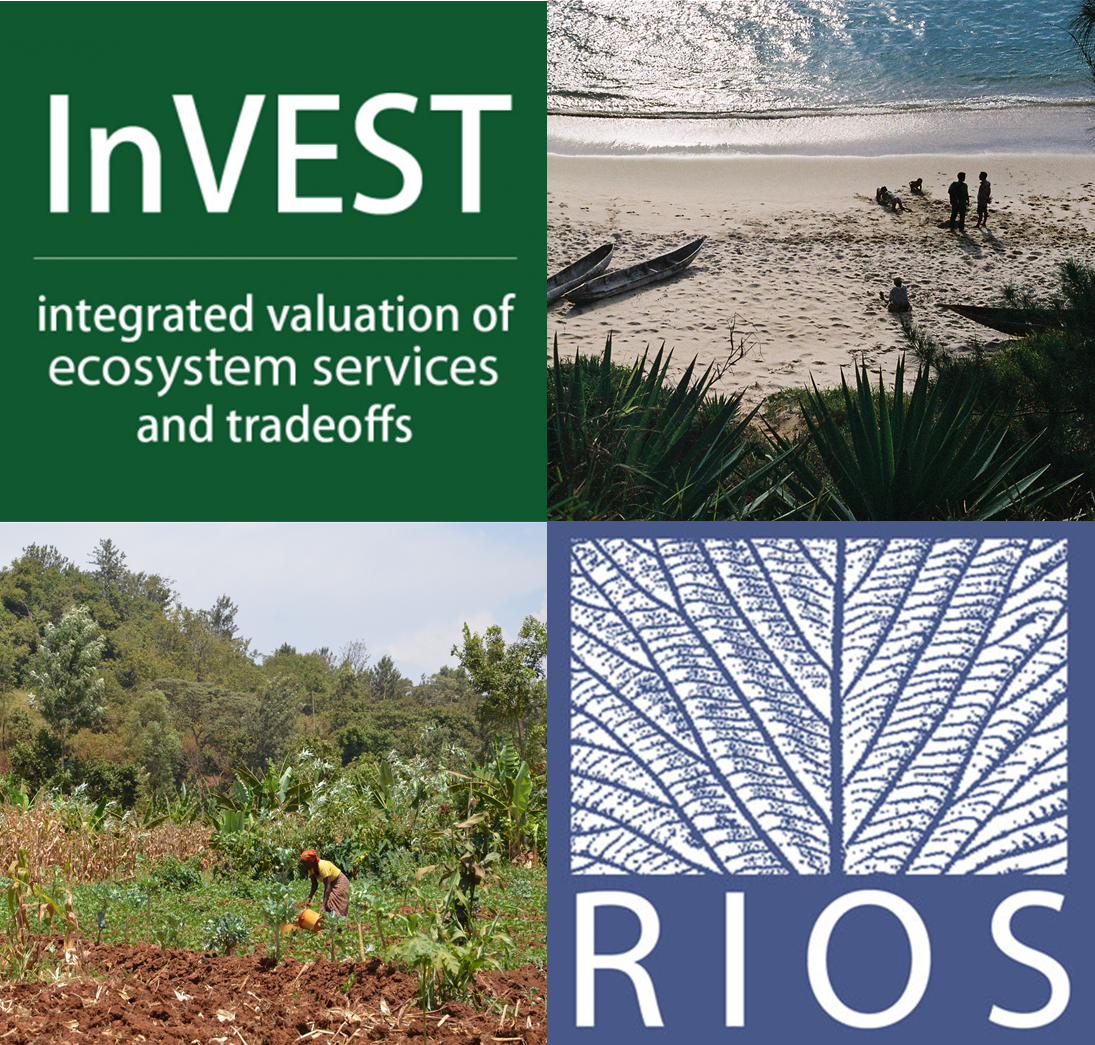 InVEST
integrated valuation of
ecosystem services
and tradeoffs
RIOS